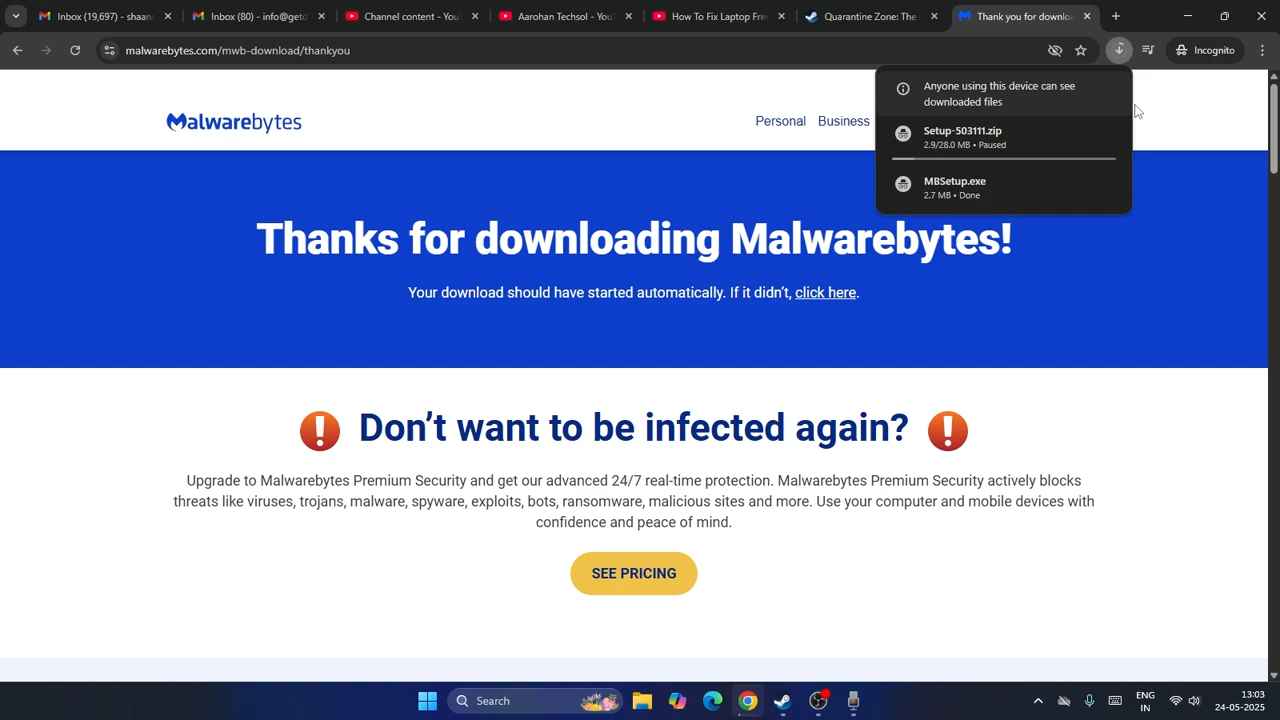 Inbox (19,697) - shaan
Inbox (80) - info@getd
Channel content - You
Aarohan Techsol - You
How To Fix Laptop Free
Quarantine Zone: The
Thank you for downlo
malwarebytes.com/mwb-download/thankyou
Incognito
Anyone using this device can see
downloaded files
Setup-503111.zip
2.9/28.0 MB • Paused
MBSetup.exe
2.7 MB • Done
Malwarebytes
Personal
Business
Thanks for downloading Malwarebytes!
Your download should have started automatically. If it didn’t, click here.
Don’t want to be infected again?
Upgrade to Malwarebytes Premium Security and get our advanced 24/7 real-time protection. Malwarebytes Premium Security actively blocks
threats like viruses, trojans, malware, spyware, exploits, bots, ransomware, malicious sites and more. Use your computer and mobile devices with
confidence and peace of mind.
SEE PRICING
Search
ENG
IN
13:03
24-05-2025